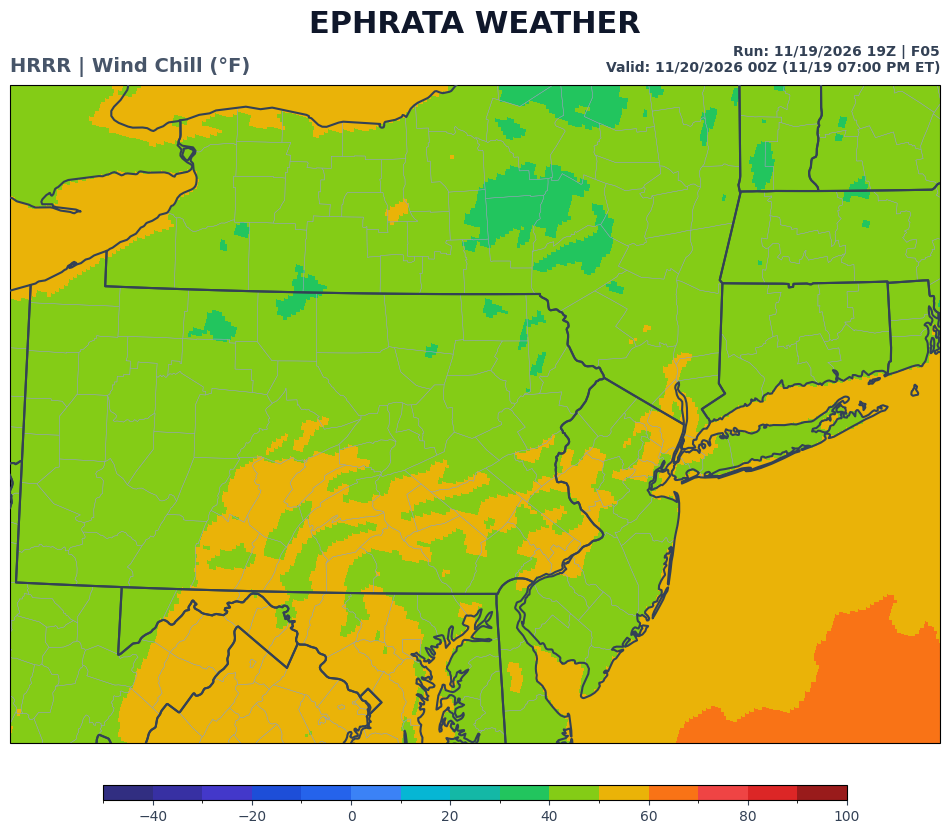 EPHRATA WEATHER
HRRR | Wind Chill (°F)
Run: 11/19/2026 19Z | F05
Valid: 11/20/2026 00Z (11/19 07:00 PM ET)
−40 −20 0 20 40 60 80 100